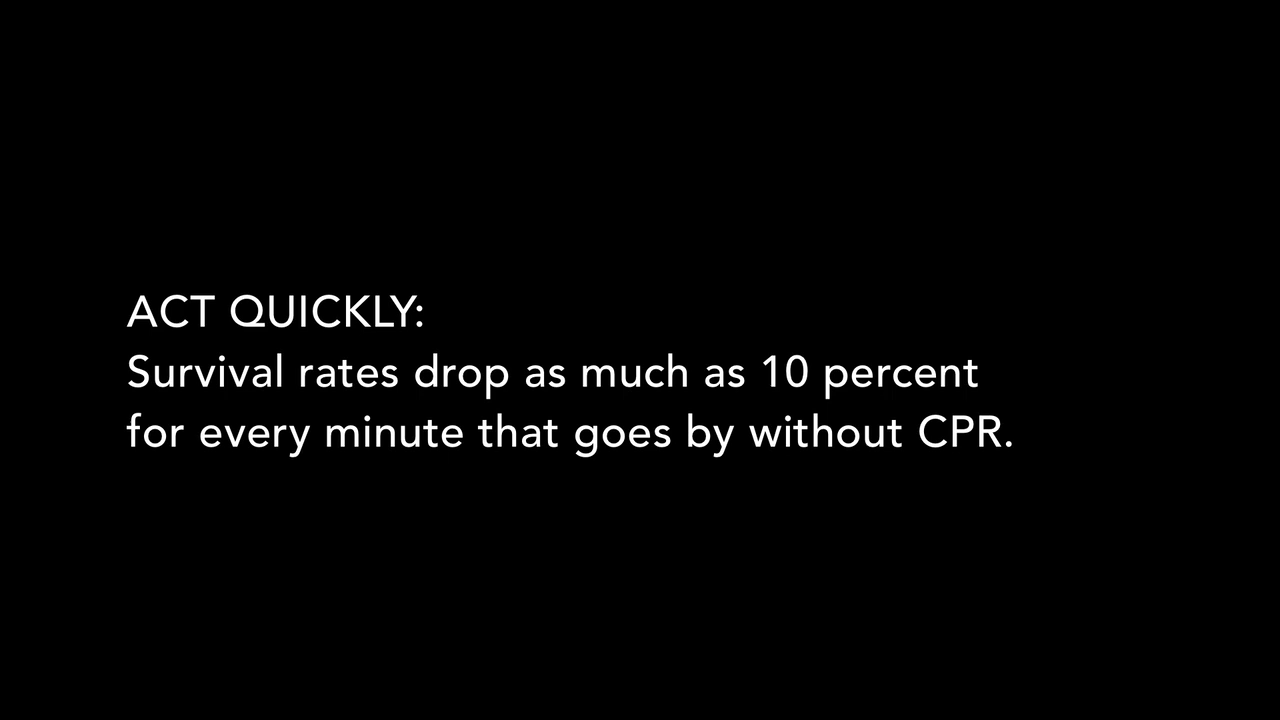 ACT QUICKLY:
Survival rates drop as much as 10 percent
for every minute that goes by without CPR.